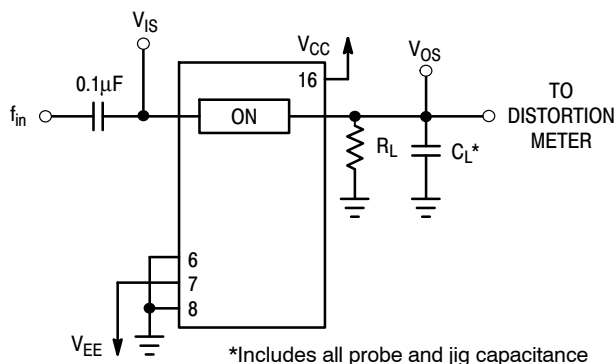 V_IS
V_CC
V_OS
0.1μF
16
f_in
ON
TO
DISTORTION
METER
R_L
C_L*
6
7
8
V_EE
*Includes all probe and jig capacitance